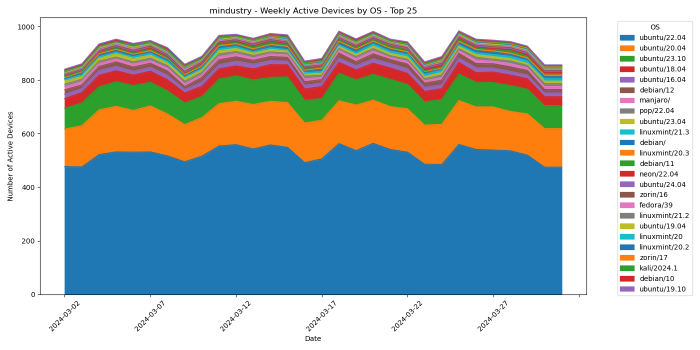 mindustry - Weekly Active Devices by OS - Top 25
Number of Active Devices
1000
800
600
400
200
0
2024-03-02
2024-03-07
2024-03-12
2024-03-17
2024-03-22
2024-03-27
Date
OS
ubuntu/22.04
ubuntu/20.04
ubuntu/23.10
ubuntu/18.04
ubuntu/16.04
debian/12
manjaro/
pop/22.04
ubuntu/23.04
linuxmint/21.3
debian/
linuxmint/20.3
debian/11
neon/22.04
ubuntu/24.04
zorin/16
fedora/39
linuxmint/21.2
ubuntu/19.04
linuxmint/20
linuxmint/20.2
zorin/17
kali/2024.1
debian/10
ubuntu/19.10